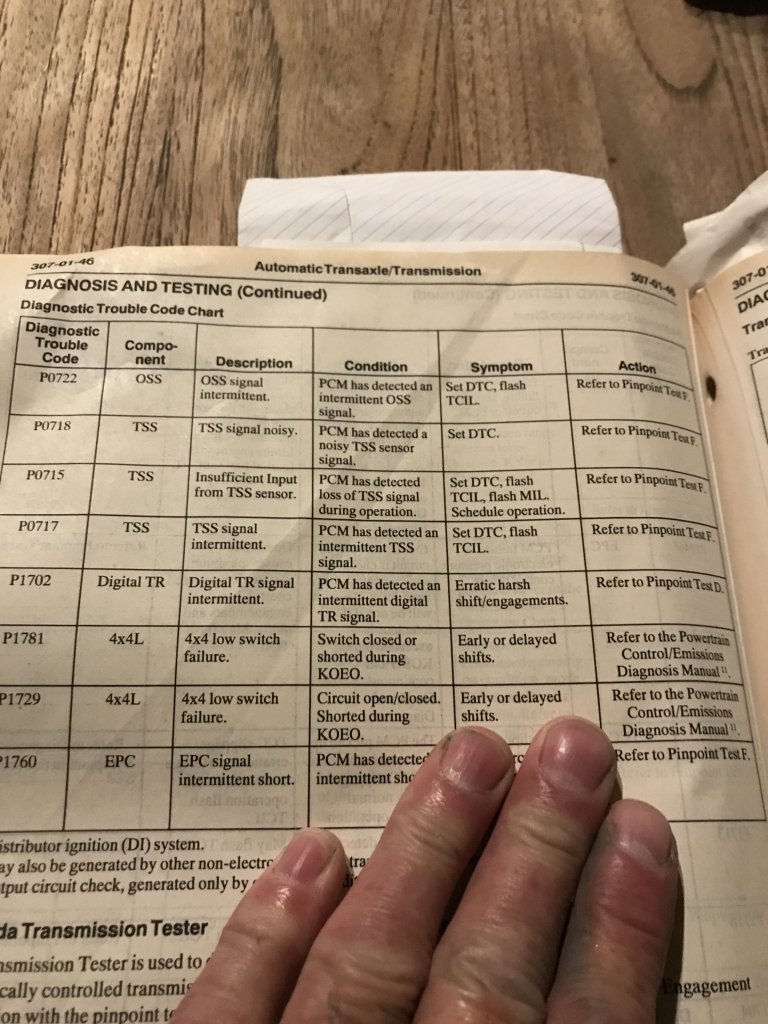 307-01-46
Automatic Transaxle/Transmission
307-01-46
DIAGNOSIS AND TESTING (Continued)
Diagnostic Trouble Code Chart
Diagnostic
Trouble
Code
Compo-
nent
Description
Condition
Symptom
Action
P0722
OSS
OSS signal
intermittent.
PCM has detected an
intermittent OSS
signal.
Set DTC, flash
TCIL.
Refer to Pinpoint Test F.
P0718
TSS
TSS signal noisy.
PCM has detected a
noisy TSS sensor
signal.
Set DTC.
Refer to Pinpoint Test F.
P0715
TSS
Insufficient Input
from TSS sensor.
PCM has detected
loss of TSS signal
during operation.
Set DTC, flash
TCIL, flash MIL.
Schedule operation.
Refer to Pinpoint Test F.
P0717
TSS
TSS signal
intermittent.
PCM has detected an
intermittent TSS
signal.
Set DTC, flash
TCIL.
Refer to Pinpoint Test F.
P1702
Digital TR
Digital TR signal
intermittent.
PCM has detected an
intermittent digital
TR signal.
Erratic harsh
shift/engagements.
Refer to Pinpoint Test D.
P1781
4x4L
4x4 low switch
failure.
Switch closed or
shorted during
KOEO.
Early or delayed
shifts.
Refer to the Powertrain
Control/Emissions
Diagnosis Manual 1).
P1729
4x4L
4x4 low switch
failure.
Circuit open/closed.
Shorted during
KOEO.
Early or delayed
shifts.
Refer to the Powertrain
Control/Emissions
Diagnosis Manual 1).
P1760
EPC
EPC signal
intermittent short.
PCM has detected
intermittent
Refer to Pinpoint Test F.
ignition (DI) system.
also be generated by other
circuit check, generated only by
Transmission Tester
Tester is used to
controlled
on with the pinpoint
Engagement
307-0